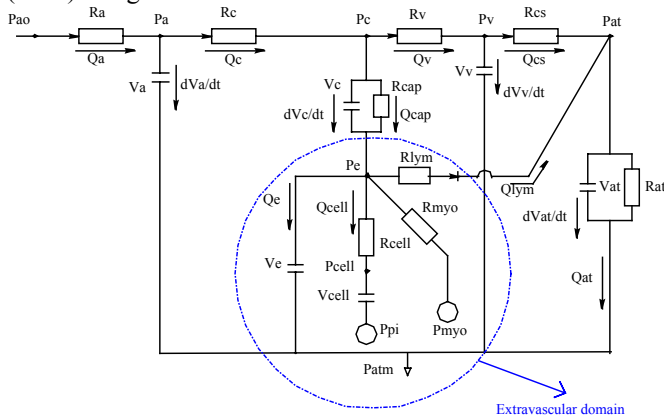 Pao Ra Pa Rc Pc Rv Pv Rcs Pat
Qa Qc Qv Qcs
Va dVa/dt
Vc Rcap
dVc/dt Qcap
Vv dVv/dt
Pe Rlym Qlym
Vat Rat
dVat/dt
Qe Qcell Rmyo
Rcell
Ve Pcell
Vcell
Qat
Ppi Pmyo
Patm
Extravascular domain